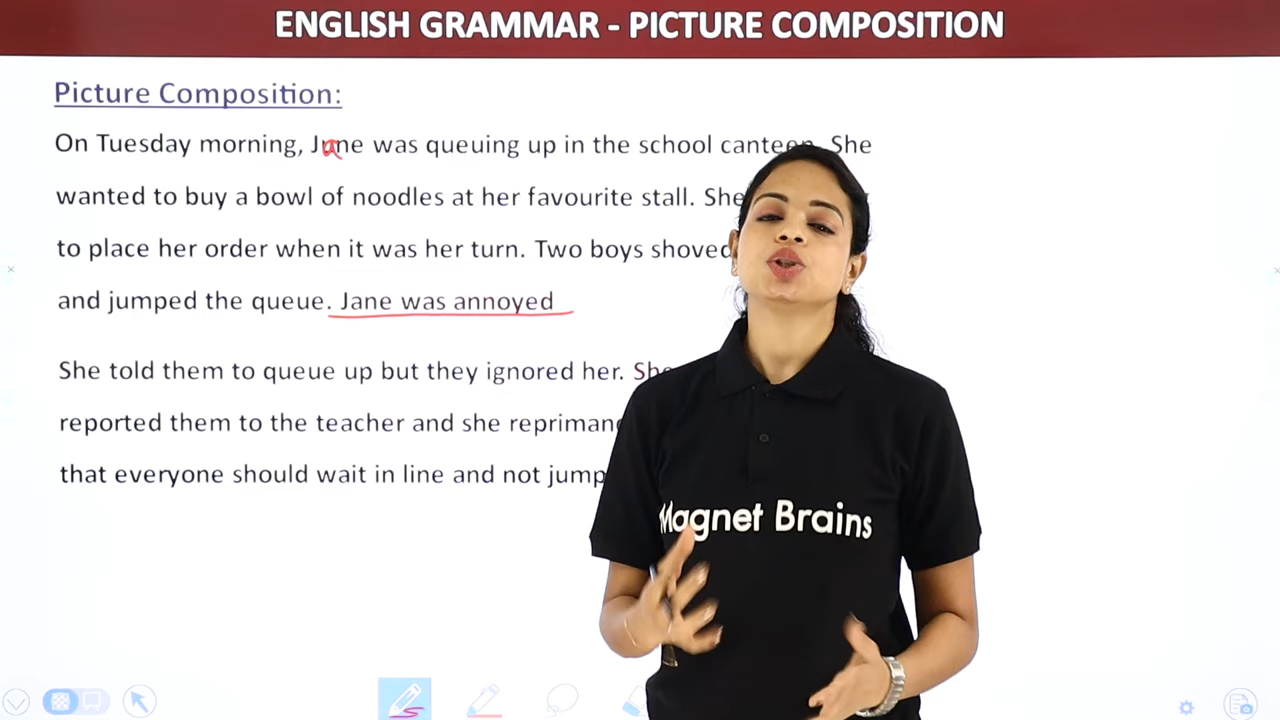 ENGLISH GRAMMAR - PICTURE COMPOSITION
Picture Composition:
On Tuesday morning, Jane was queuing up in the school canteen. She
wanted to buy a bowl of noodles at her favourite stall. She
to place her order when it was her turn. Two boys shoved
and jumped the queue. Jane was annoyed
She told them to queue up but they ignored her. She
reported them to the teacher and she
that everyone should wait in line and not jump
Magnet Brains